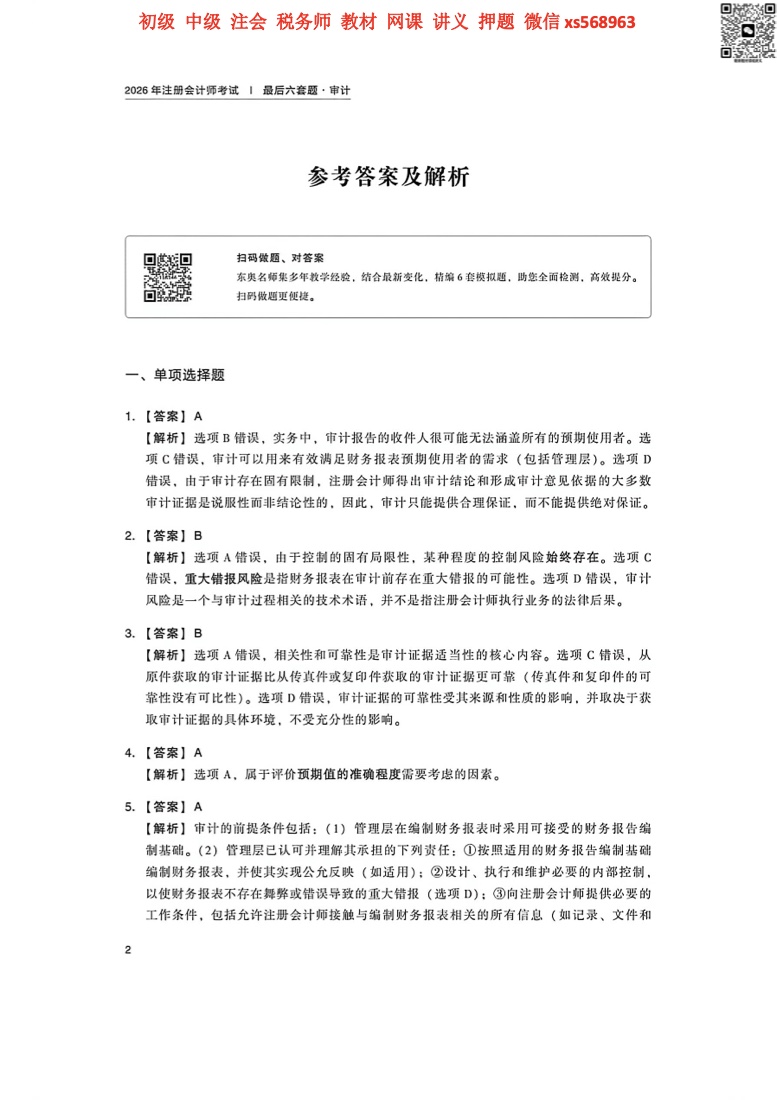 初级 中级 注会 税务师 教材 网课 讲义 押题 微信 xs568963
2026 年注册会计师考试 | 最后六套题·审计
参考答案及解析
扫码做题、对答案
东奥名师集多年教学经验，结合最新变化，精编 6 套模拟题，助您全面检测，高效提分。
扫码做题更便捷。
一、单项选择题
1. 【答案】 A
【解析】 选项 B 错误，实务中，审计报告的收件人很可能无法涵盖所有的预期使用者。选
项 C 错误，审计可以用来有效满足财务报表预期使用者的需求（包括管理层）。选项 D
错误，由于审计存在固有限制，注册会计师得出审计结论和形成审计意见依据的大多数
审计证据是说服性而非结论性的，因此，审计只能提供合理保证，而不能提供绝对保证。
2. 【答案】 B
【解析】 选项 A 错误，由于控制的固有局限性，某种程度的控制风险始终存在。选项 C
错误，重大错报风险是指财务报表在审计前存在重大错报的可能性。选项 D 错误，审计
风险是一个与审计过程相关的技术术语，并不是指注册会计师执行业务的法律后果。
3. 【答案】 B
【解析】 选项 A 错误，相关性和可靠性是审计证据适当性的核心内容。选项 C 错误，从
原件获取的审计证据比从传真件或复印件获取的审计证据更可靠（传真件和复印件的可
靠性没有可比性）。选项 D 错误，审计证据的可靠性受其来源和性质的影响，并取决于获
取审计证据的具体环境，不受充分性的影响。
4. 【答案】 A
【解析】 选项 A，属于评价预期值的准确程度需要考虑的因素。
5. 【答案】 A
【解析】 审计的前提条件包括：（1）管理层在编制财务报表时采用可接受的财务报告编
制基础。（2）管理层已认可并理解其承担的下列责任：①按照适用的财务报告编制基础
编制财务报表，并使其实现公允反映（如适用）；②设计、执行和维护必要的内部控制，
以使财务报表不存在舞弊或错误导致的重大错报（选项 D）；③向注册会计师提供必要的
工作条件，包括允许注册会计师接触与编制财务报表相关的所有信息（如记录、文件和
2